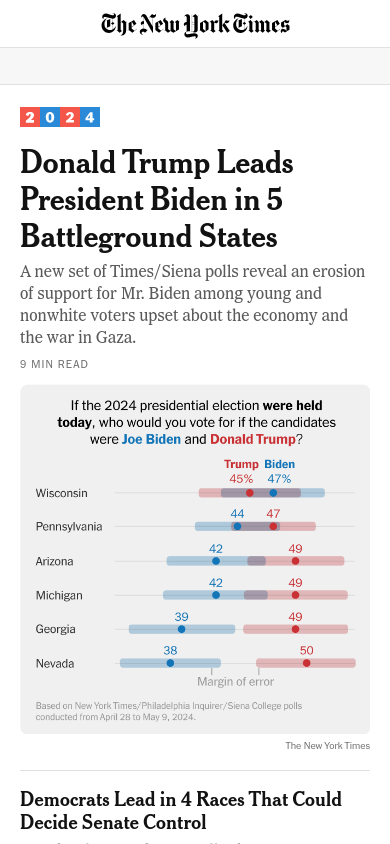 The New York Times
2024
Donald Trump Leads
President Biden in 5
Battleground States
A new set of Times/Siena polls reveal an erosion
of support for Mr. Biden among young and
nonwhite voters upset about the economy and
the war in Gaza.
9 MIN READ
If the 2024 presidential election were held
today, who would you vote for if the candidates
were Joe Biden and Donald Trump?
Trump Biden
45% 47%
Wisconsin
44 47
Pennsylvania
42 49
Arizona
42 49
Michigan
39 49
Georgia
38 50
Nevada
Margin of error
Based on New York Times/Philadelphia Inquirer/Siena College polls
conducted from April 28 to May 9, 2024.
The New York Times
Democrats Lead in 4 Races That Could
Decide Senate Control